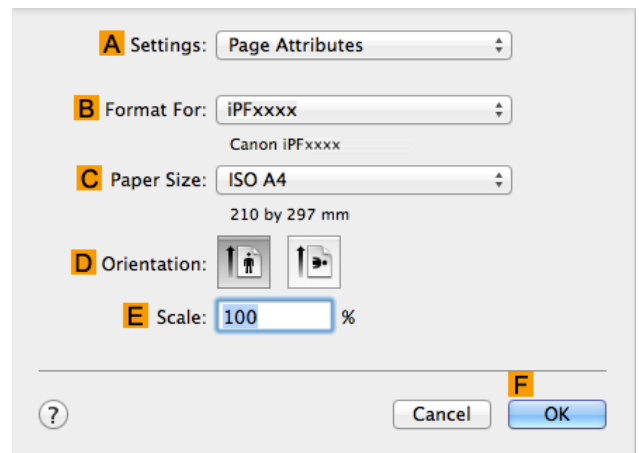 A Settings: Page Attributes
B Format For: iPFxxxx
Canon iPFxxxx
C Paper Size: ISO A4
210 by 297 mm
D Orientation:
E Scale: 100 %
F
? Cancel OK